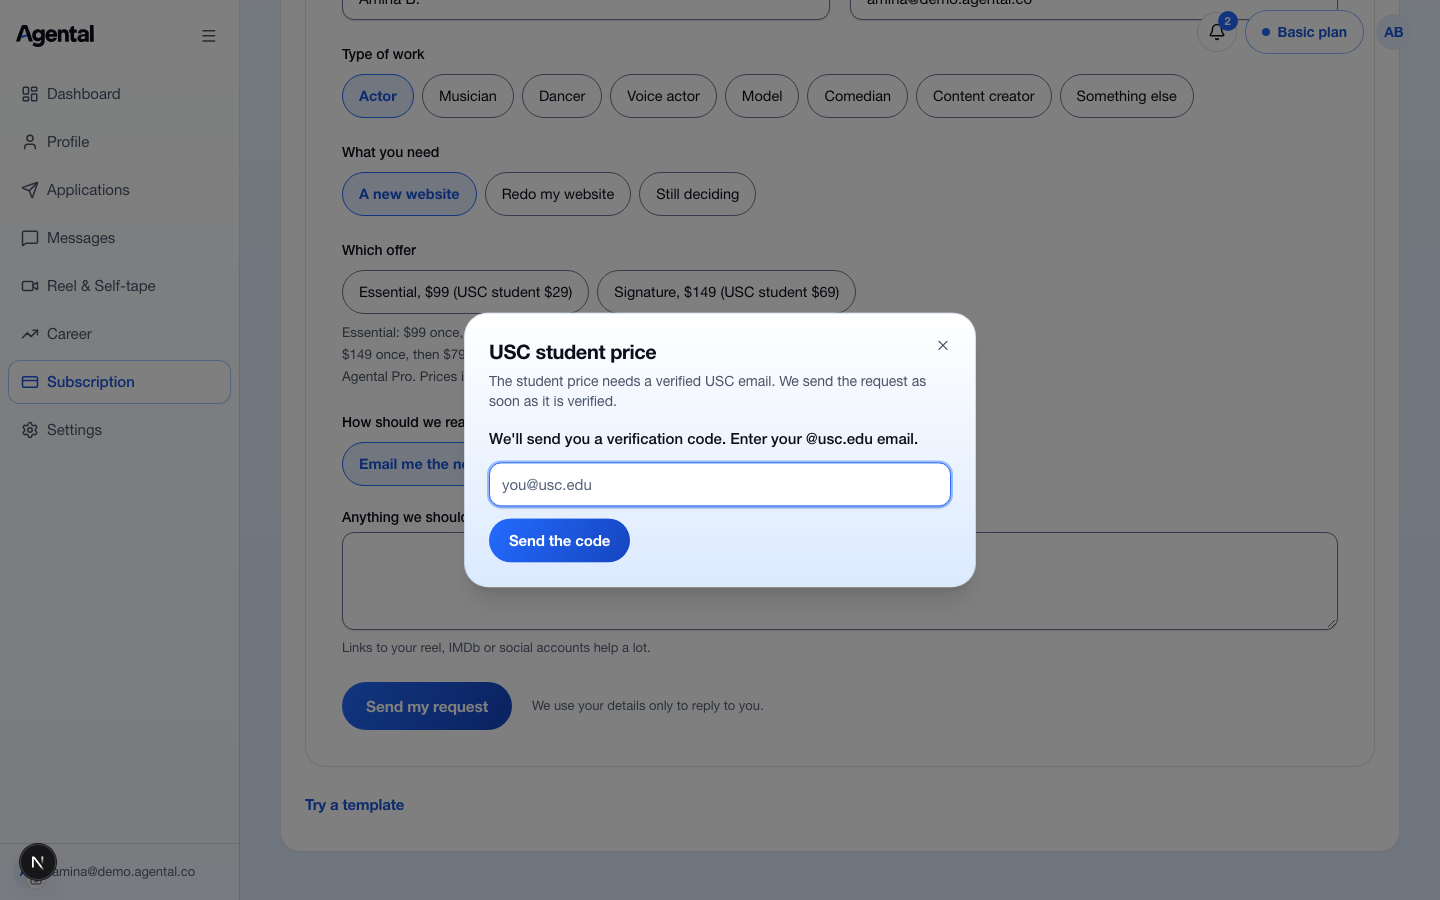 Agental
2
Basic plan
AB
Dashboard
Profile
Applications
Messages
Reel & Self-tape
Career
Subscription
Settings
amina@demo.agental.co
Amina B.
amina@demo.agental.co
Type of work
Actor
Musician
Dancer
Voice actor
Model
Comedian
Content creator
Something else
What you need
A new website
Redo my website
Still deciding
Which offer
Essential, $99 (USC student $29)
Signature, $149 (USC student $69)
Essential: $99 once,
$149 once, then $79
Agental Pro. Prices
How should we
Email me the
Anything we should
USC student price
The student price needs a verified USC email. We send the request as
soon as it is verified.
We'll send you a verification code. Enter your @usc.edu email.
you@usc.edu
Send the code
Links to your reel, IMDb or social accounts help a lot.
Send my request
We use your details only to reply to you.
Try a template